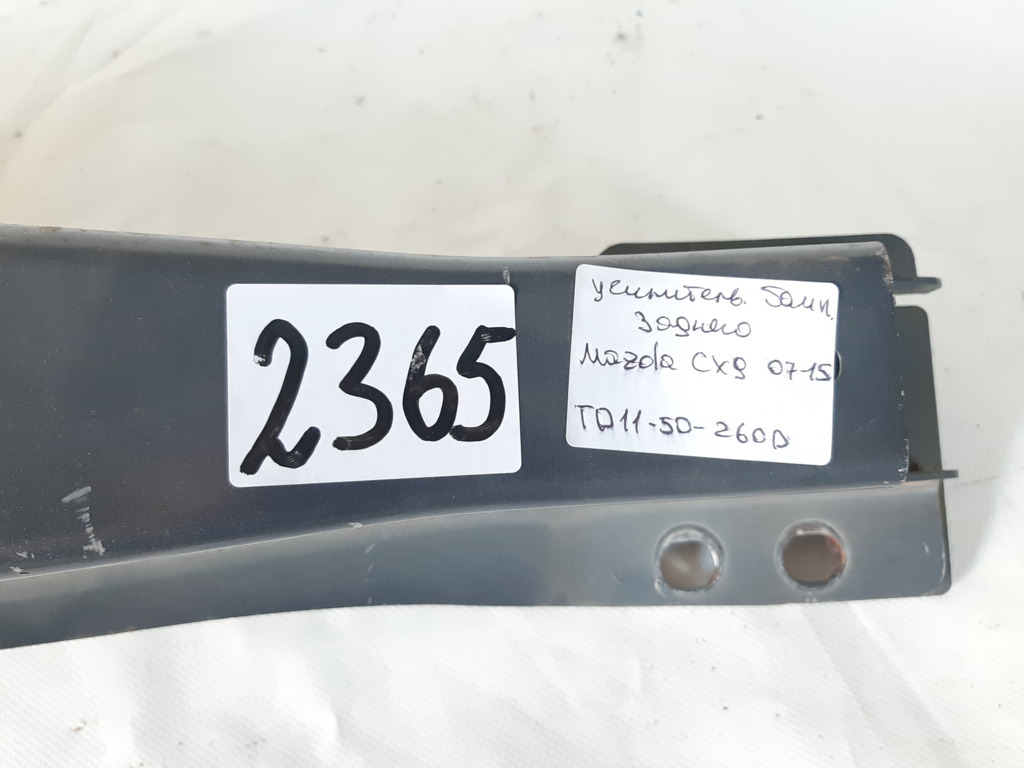 2365
усилитель. бамп.
заднего
Mazda CX9 07-15
TD11-50-260D